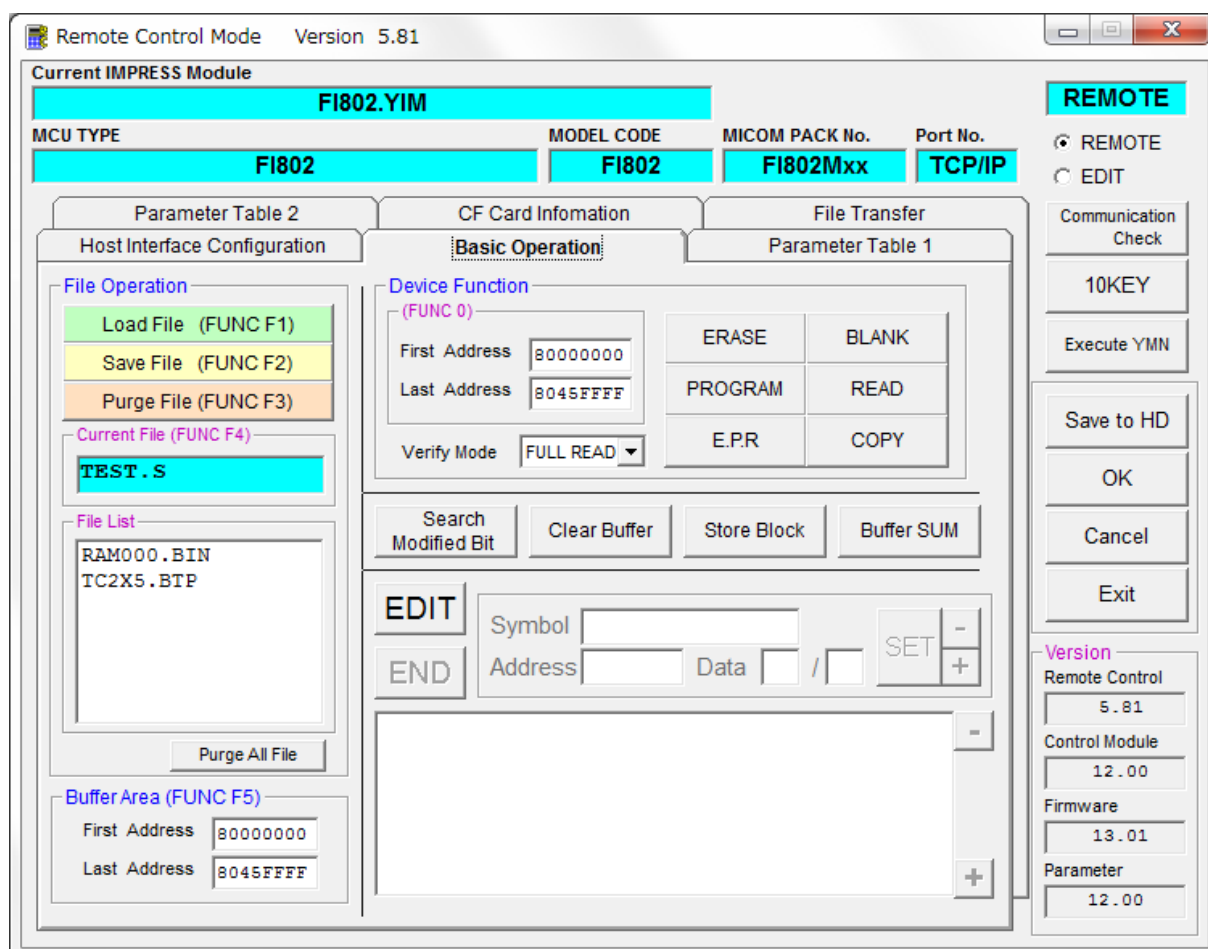 Remote Control Mode Version 5.81
Current IMPRESS Module
FI802.YIM
REMOTE
MCU TYPE
MODEL CODE
MICOM PACK No.
Port No.
FI802
FI802
FI802Mxx
TCP/IP
REMOTE
EDIT
Parameter Table 2
CF Card Infomation
File Transfer
Host Interface Configuration
Basic Operation
Parameter Table 1
File Operation
Load File (FUNC F1)
Save File (FUNC F2)
Purge File (FUNC F3)
Current File (FUNC F4)
TEST.S
File List
RAM000.BIN
TC2X5.BTP
Purge All File
Buffer Area (FUNC F5)
First Address 80000000
Last Address 8045FFFF
Device Function
(FUNC 0)
First Address 80000000
Last Address 8045FFFF
Verify Mode FULL READ
ERASE
BLANK
PROGRAM
READ
E.P.R
COPY
Search
Modified Bit
Clear Buffer
Store Block
Buffer SUM
EDIT
END
Symbol
Address
Data /
SET
-
+
-
+
Communication
Check
10KEY
Execute YMN
Save to HD
OK
Cancel
Exit
Version
Remote Control
5.81
Control Module
12.00
Firmware
13.01
Parameter
12.00